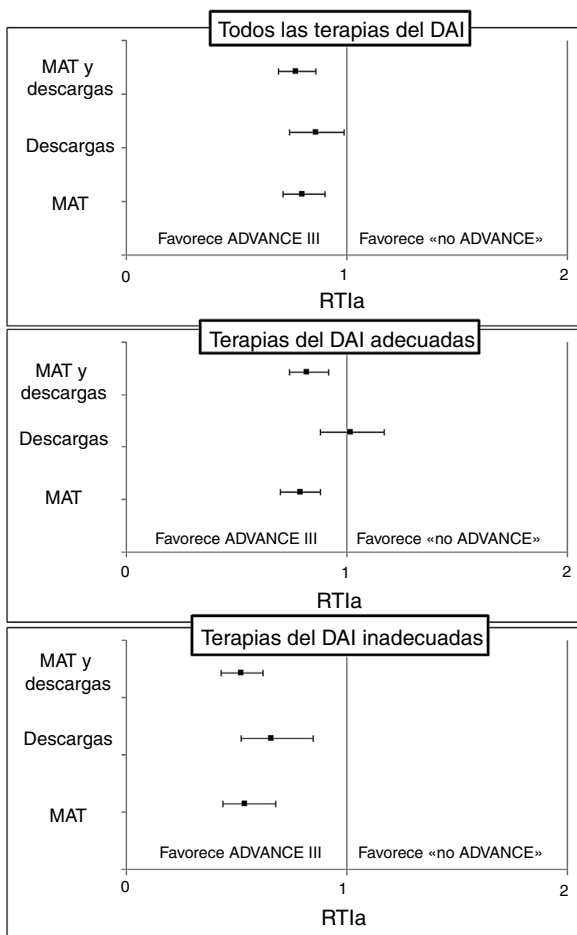 Todos las terapias del DAI
MAT y
descargas
Descargas
MAT
Favorece ADVANCE III
Favorece «no ADVANCE»
0
1
2
RTIa
Terapias del DAI adecuadas
MAT y
descargas
Descargas
MAT
Favorece ADVANCE III
Favorece «no ADVANCE»
0
1
2
RTIa
Terapias del DAI inadecuadas
MAT y
descargas
Descargas
MAT
Favorece ADVANCE III
Favorece «no ADVANCE»
0
1
2
RTIa